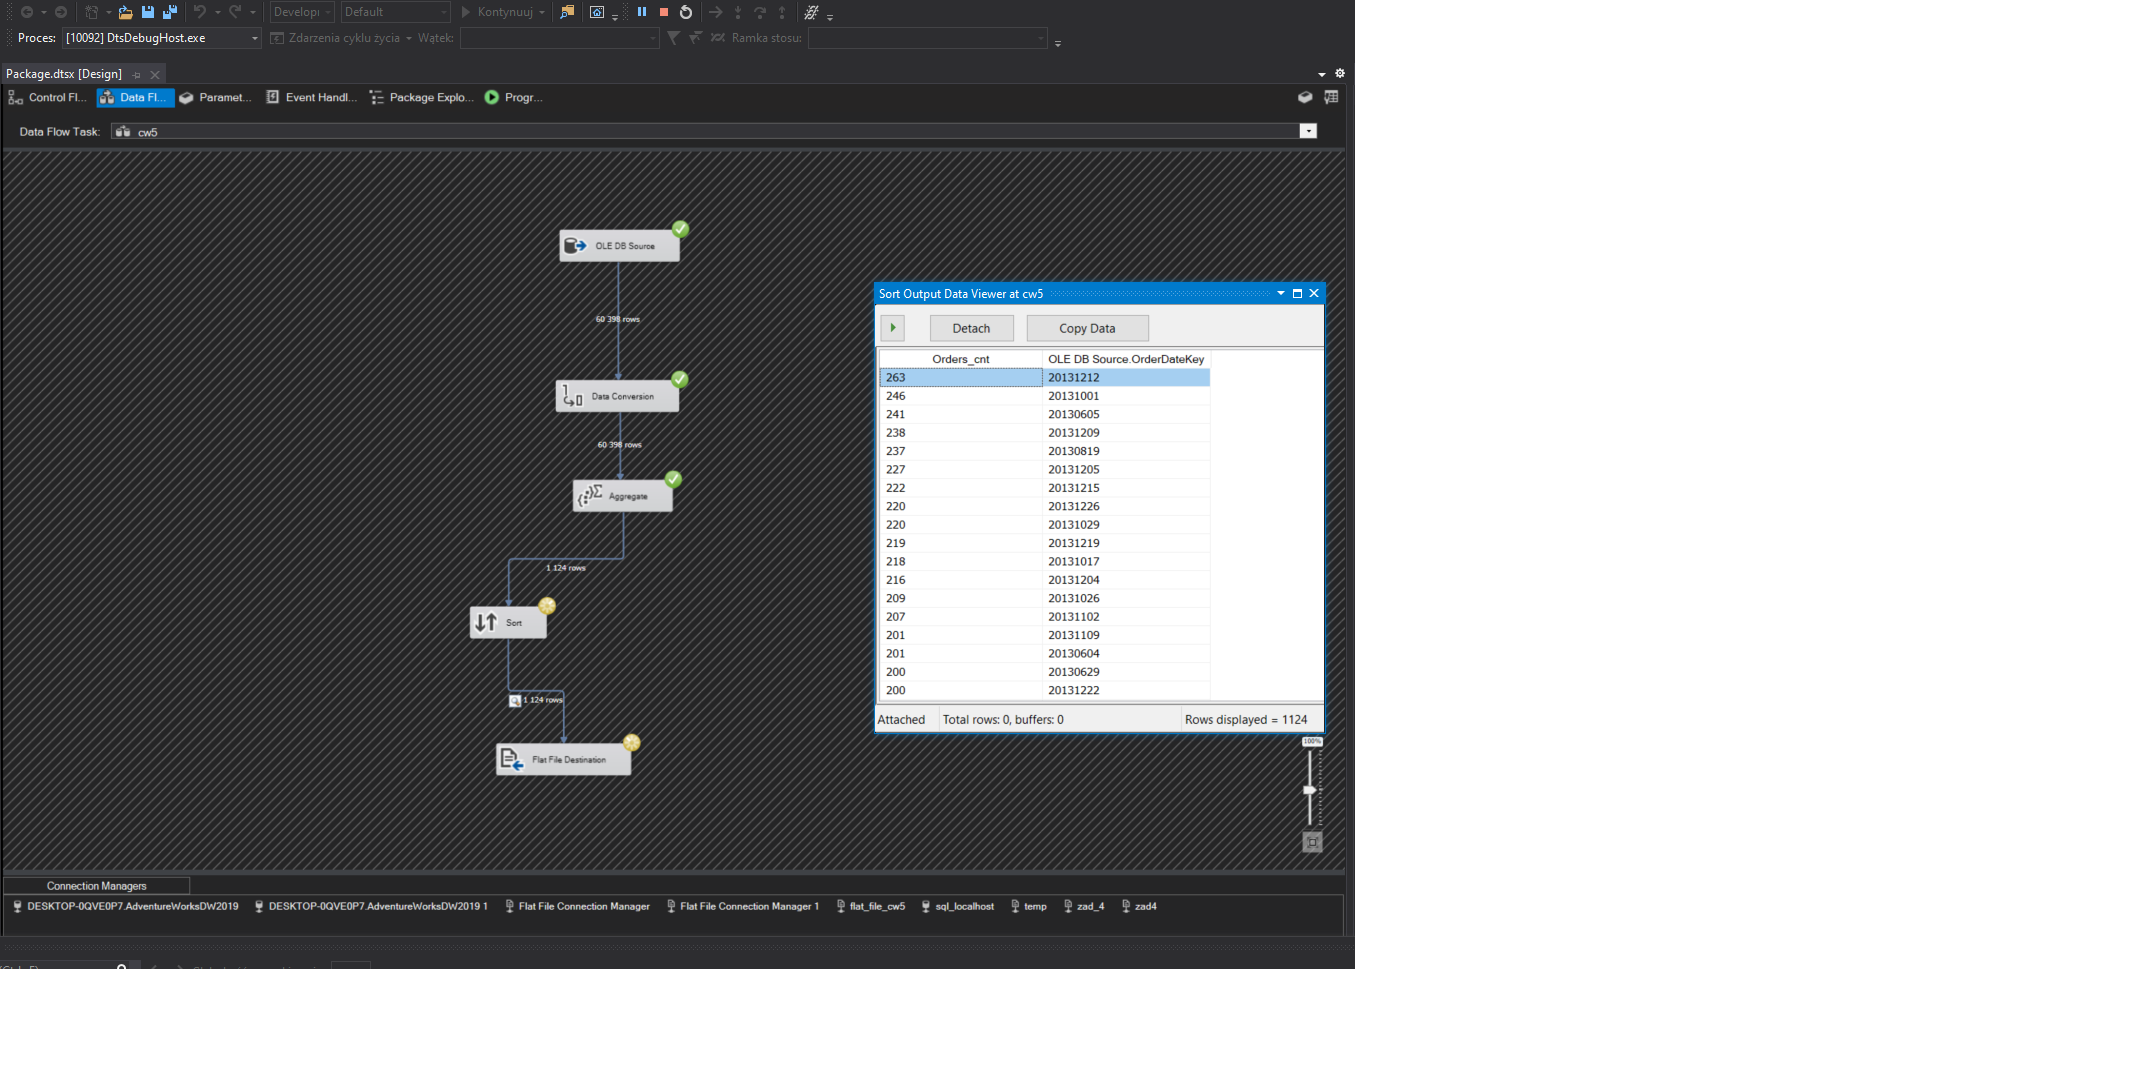 Developi Default Kontynuuj
Proces: [10092] DtsDebugHost.exe Zdarzenia cyklu życia Wątek: Ramka stosu:
Package.dtsx [Design]
Control Fl... Data Fl... Paramet... Event Handl... Package Explo... Progr...
Data Flow Task: cw5
OLE DB Source
60 398 rows
Data Conversion
60 398 rows
Aggregate
1 124 rows
Sort
1 124 rows
Flat File Destination
Sort Output Data Viewer at cw5
Detach Copy Data
Orders_cnt OLE DB Source.OrderDateKey
263 20131212
246 20131001
241 20130605
238 20131209
237 20130819
227 20131205
222 20131215
220 20131226
220 20131029
219 20131219
218 20131017
216 20131204
209 20131026
207 20131102
201 20131109
201 20130604
200 20130629
200 20131222
Attached Total rows: 0, buffers: 0 Rows displayed = 1124
100%
Connection Managers
DESKTOP-0QVE0P7.AdventureWorksDW2019 DESKTOP-0QVE0P7.AdventureWorksDW2019 1 Flat File Connection Manager Flat File Connection Manager 1 flat_file_cw5 sql_localhost temp zad_4 zad4